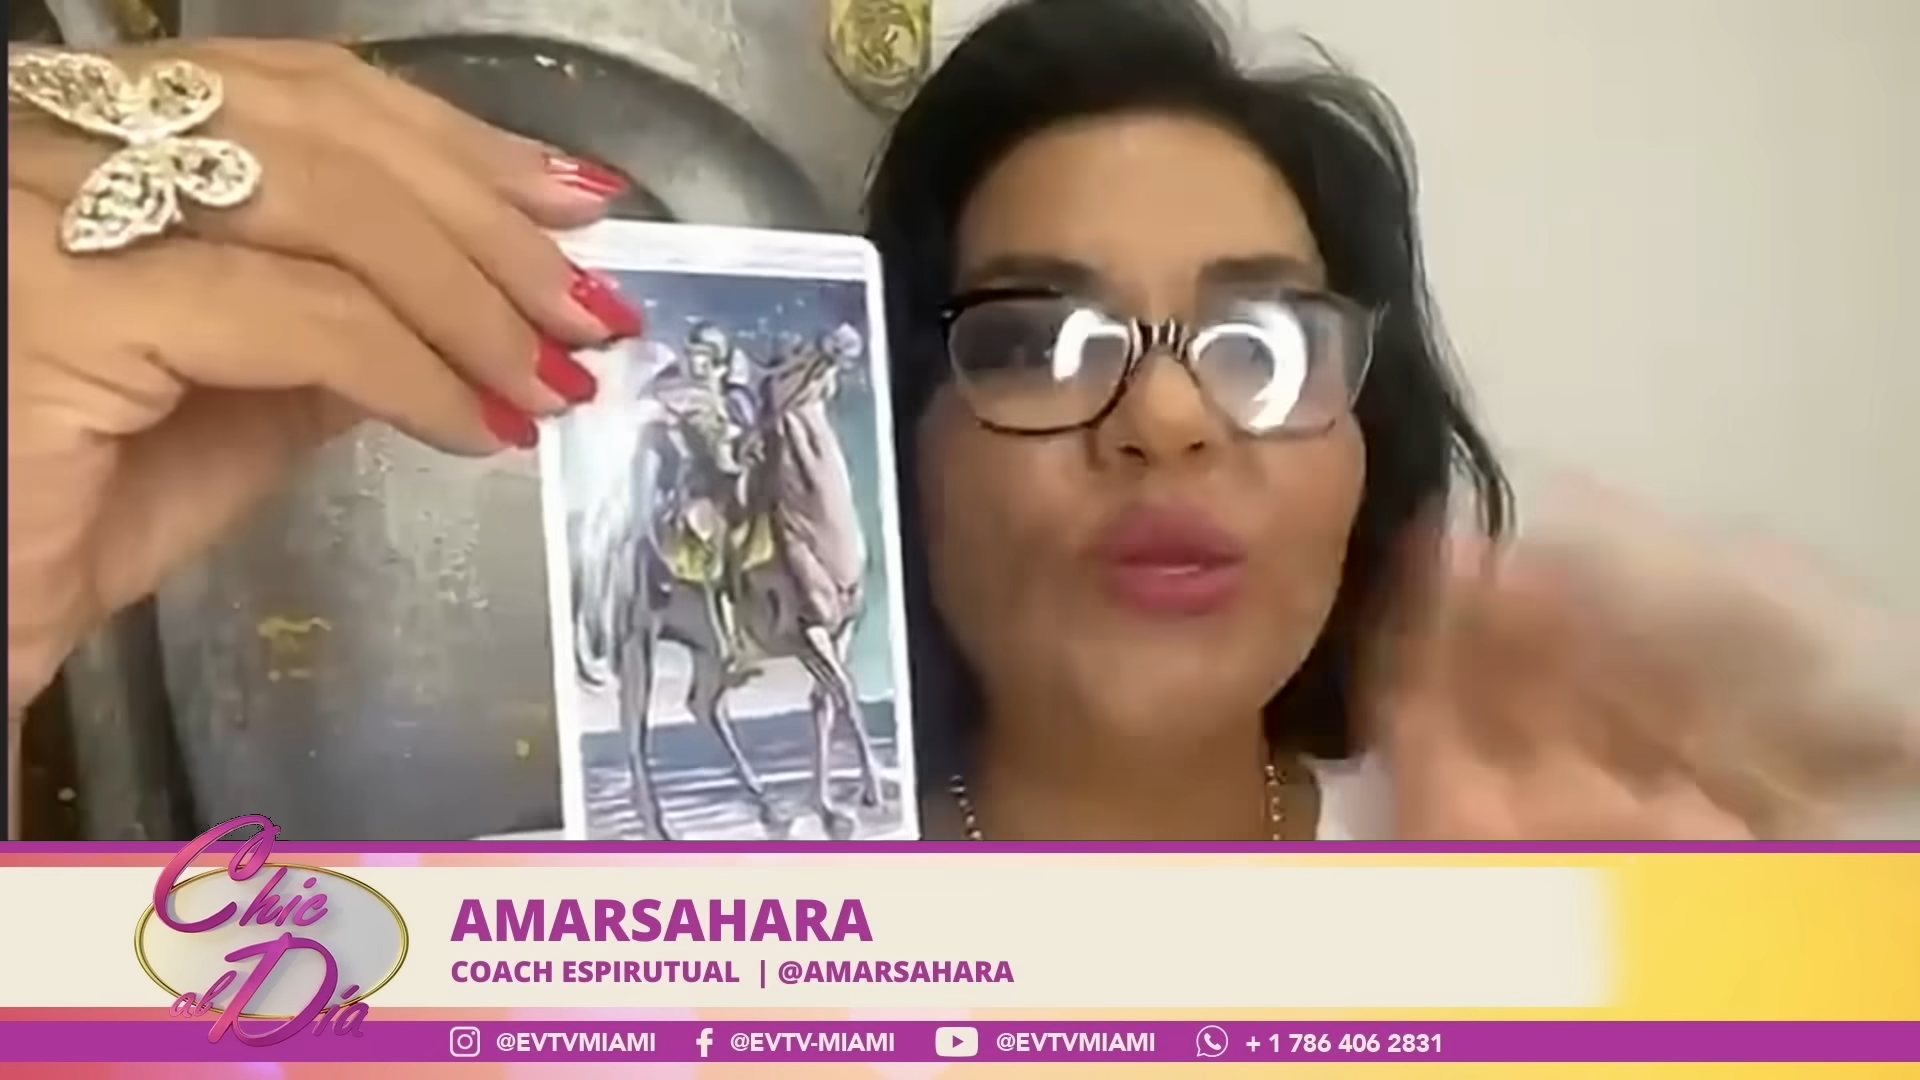 Chic
al Día
AMARSAHARA
COACH ESPIRUTUAL | @AMARSAHARA
@EVTVMIAMI @EVTV-MIAMI @EVTVMIAMI + 1 786 406 2831